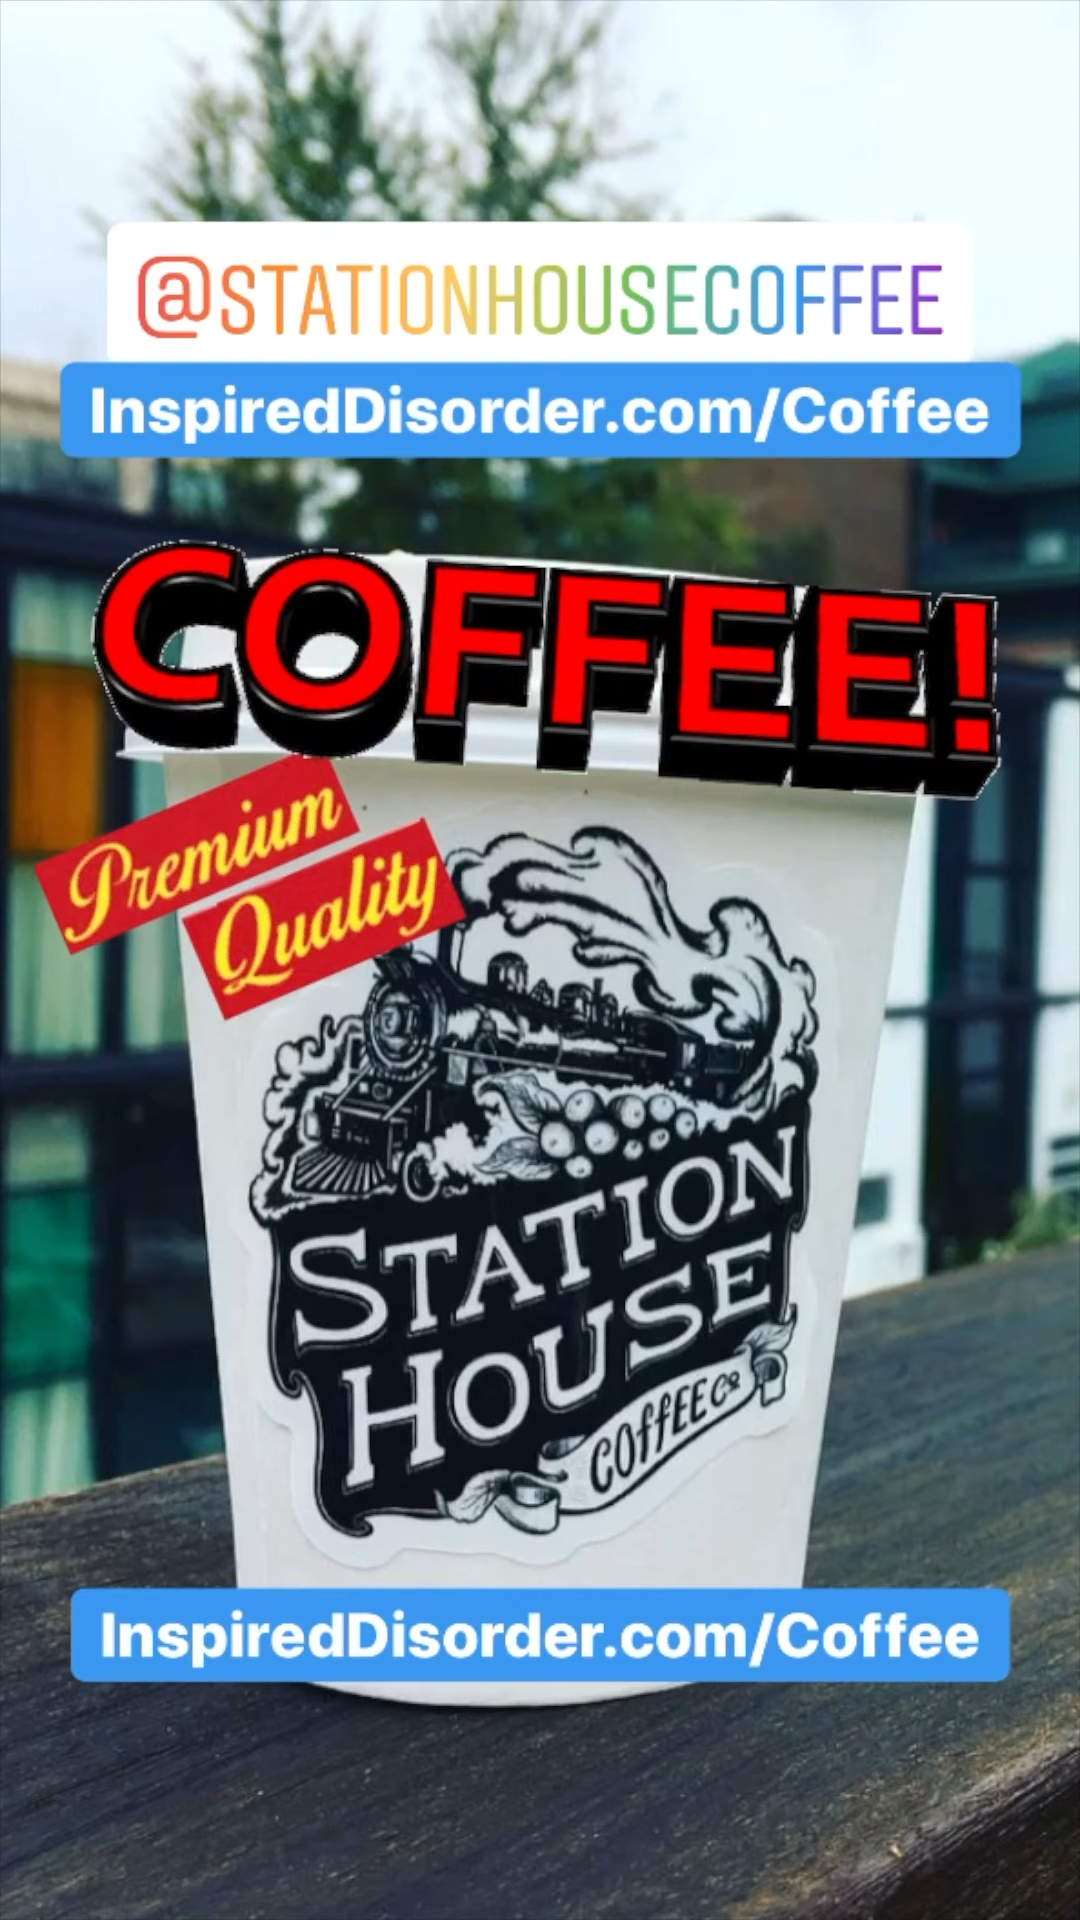 @STATIONHOUSECOFFEE
InspiredDisorder.com/Coffee
COFFEE!
Premium
Quality
STATION
HOUSE
COFFEE Co
InspiredDisorder.com/Coffee